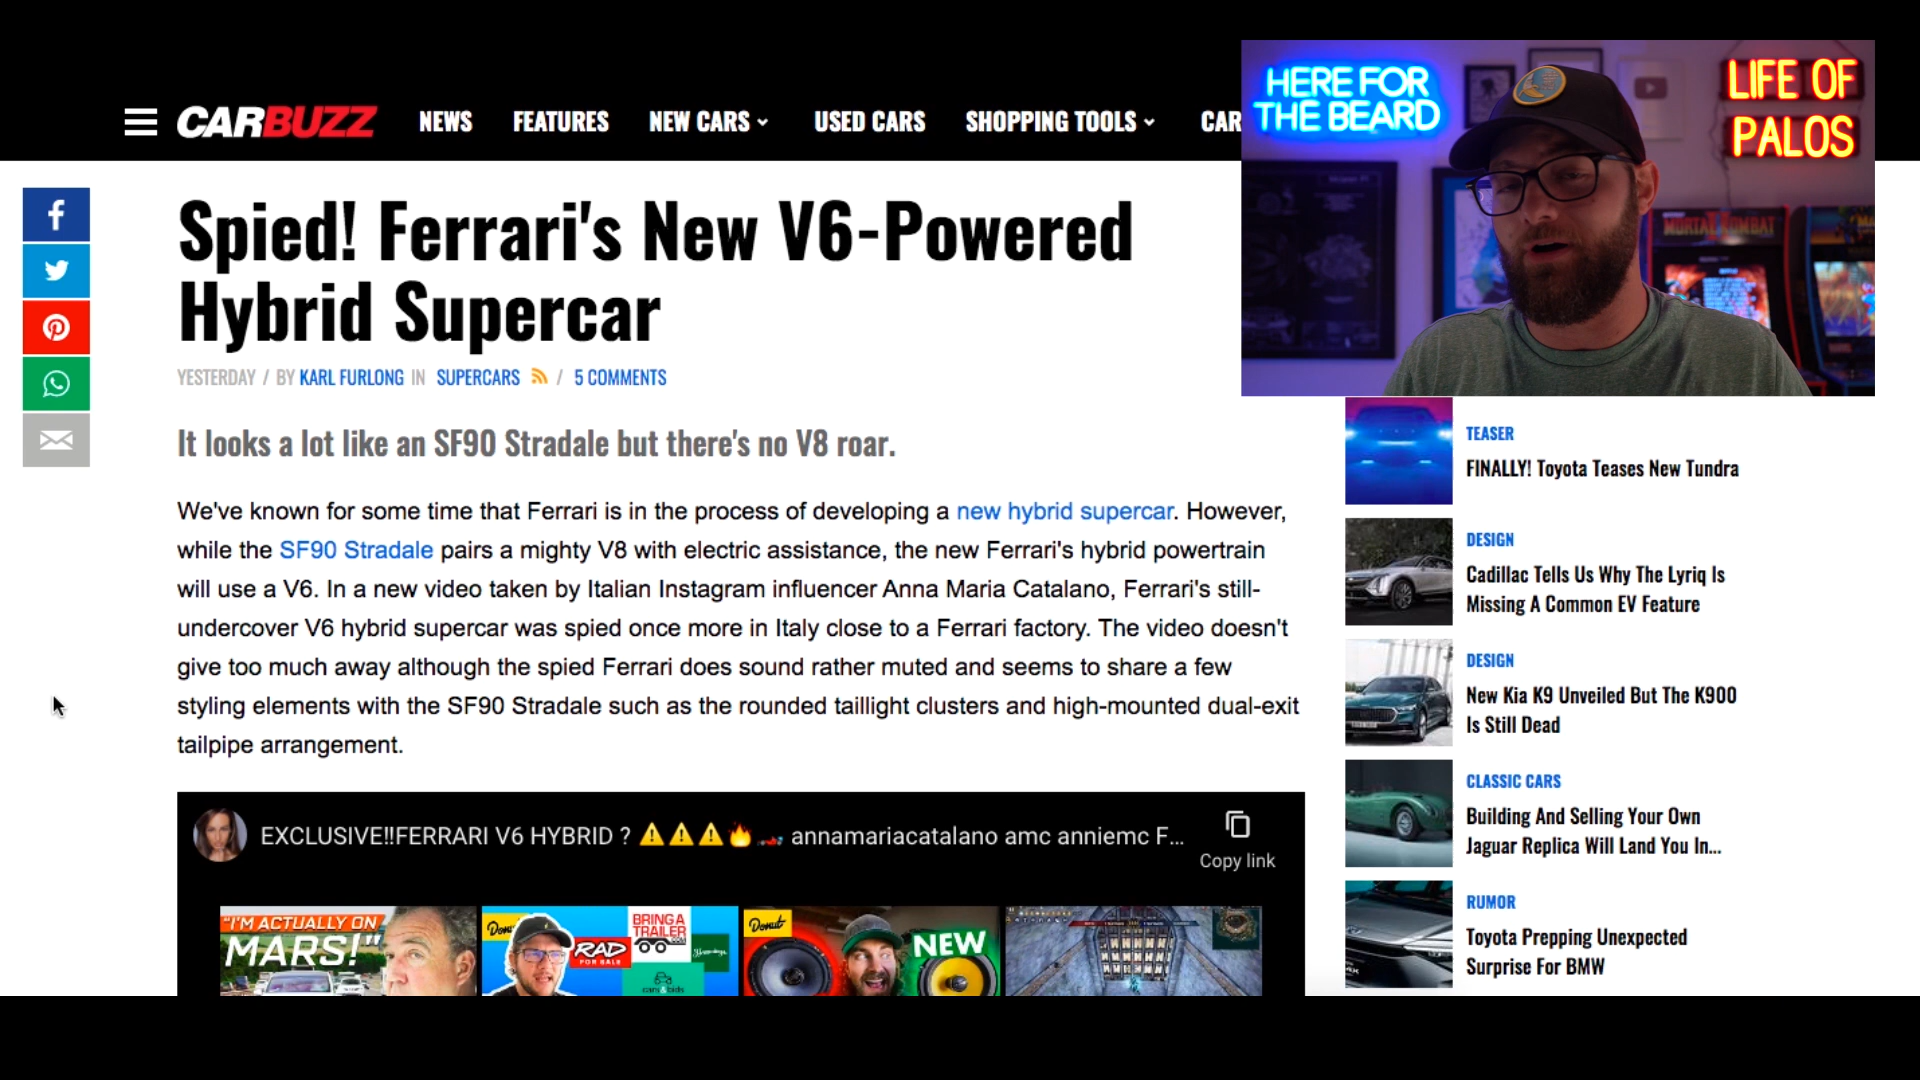 CARBUZZ
NEWS
FEATURES
NEW CARS
USED CARS
SHOPPING TOOLS
CAR
HERE FOR
THE BEARD
LIFE OF
PALOS
MORTAL KOMBAT
Spied! Ferrari's New V6-Powered
Hybrid Supercar
YESTERDAY / BY KARL FURLONG IN SUPERCARS / 5 COMMENTS
It looks a lot like an SF90 Stradale but there's no V8 roar.
We've known for some time that Ferrari is in the process of developing a new hybrid supercar. However,
while the SF90 Stradale pairs a mighty V8 with electric assistance, the new Ferrari's hybrid powertrain
will use a V6. In a new video taken by Italian Instagram influencer Anna Maria Catalano, Ferrari's still-
undercover V6 hybrid supercar was spied once more in Italy close to a Ferrari factory. The video doesn't
give too much away although the spied Ferrari does sound rather muted and seems to share a few
styling elements with the SF90 Stradale such as the rounded taillight clusters and high-mounted dual-exit
tailpipe arrangement.
EXCLUSIVE!!FERRARI V6 HYBRID ? ⚠⚠⚠🔥🏎 annamariacatalano amc anniemc F...
Copy link
"I'M ACTUALLY ON
MARS!"
Donut
RAD
FOR SALE
BRING A
TRAILER
cars&bids
Donut
NEW
TEASER
FINALLY! Toyota Teases New Tundra
DESIGN
Cadillac Tells Us Why The Lyriq Is
Missing A Common EV Feature
DESIGN
New Kia K9 Unveiled But The K900
Is Still Dead
CLASSIC CARS
Building And Selling Your Own
Jaguar Replica Will Land You In...
RUMOR
Toyota Prepping Unexpected
Surprise For BMW